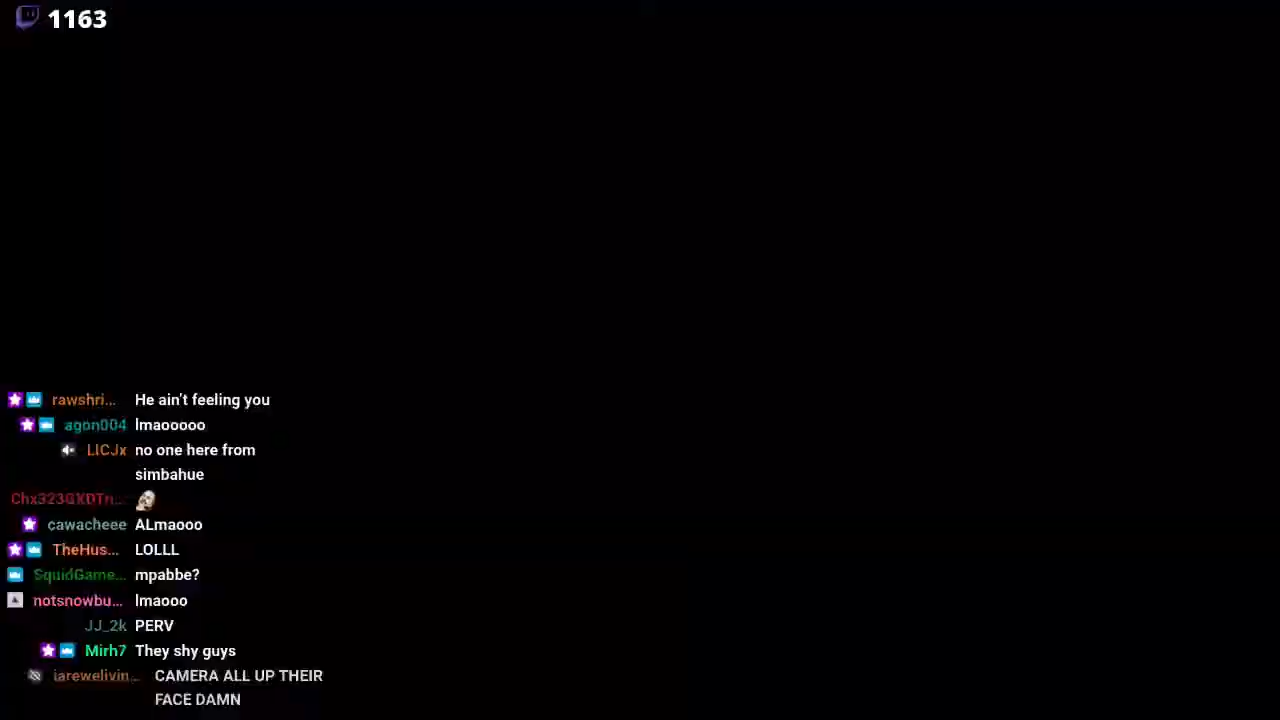 1163
rawshri... He ain't feeling you
agon004 lmaooooo
LICJx no one here from
simbahue
Chx323GXDTn...
cawacheee ALmaooo
TheHus... LOLLL
SquidGame... mpabbe?
notsnowbu... lmaooo
JJ_2k PERV
Mirh7 They shy guys
iarewelivin... CAMERA ALL UP THEIR
FACE DAMN